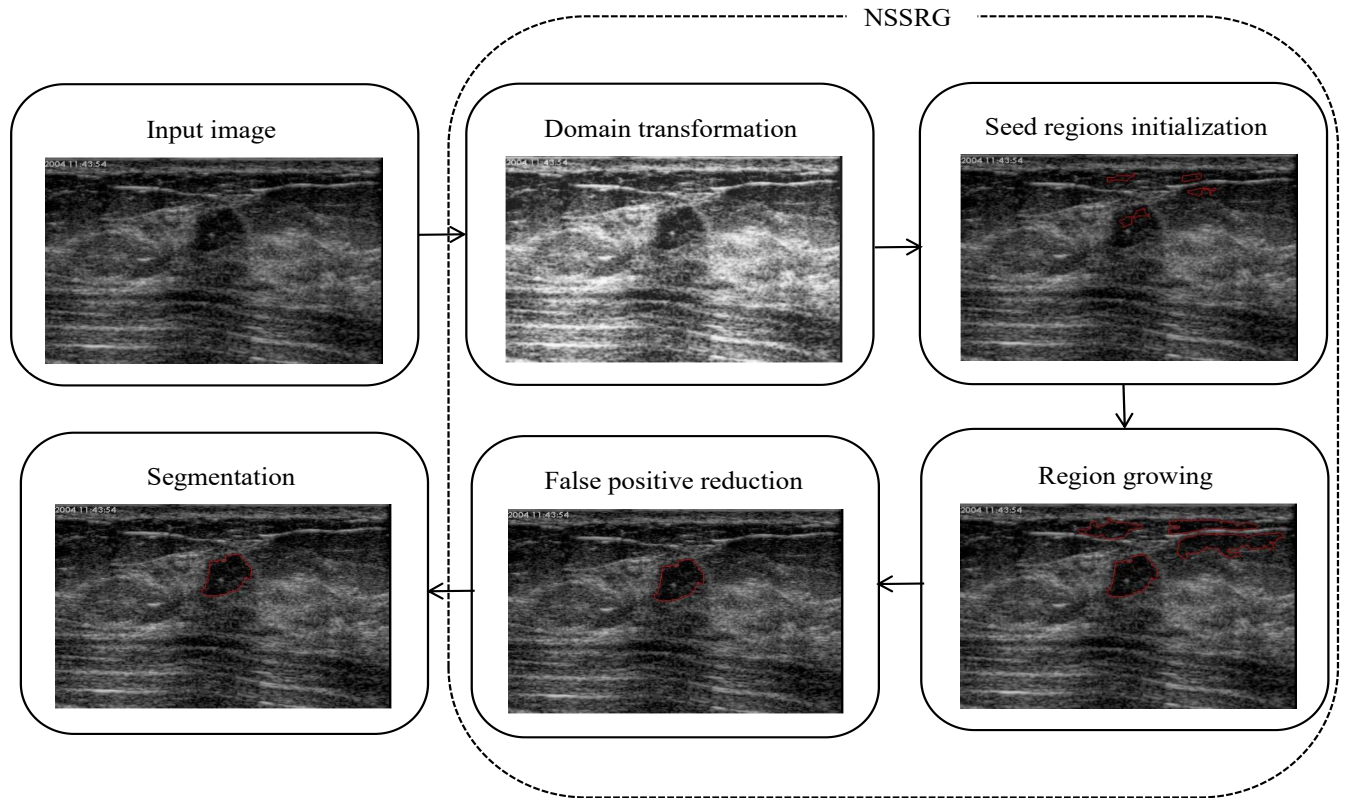 NSSRG
Input image
2004 11:43:54
Domain transformation
2004 11:43:54
Seed regions initialization
2004 11:43:54
Segmentation
2004 11:43:54
False positive reduction
2004 11:43:54
Region growing
2004 11:43:54